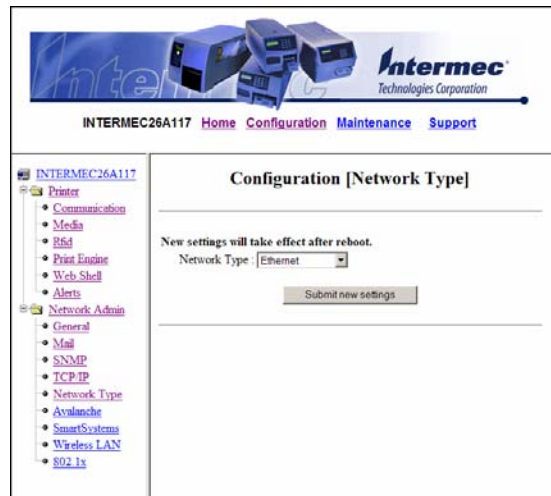 Intermec
Intermec
Technologies Corporation
INTERMEC26A117 Home Configuration Maintenance Support
INTERMEC26A117
Printer
Communication
Media
Rfid
Print Engine
Web Shell
Alerts
Network Admin
General
Mail
SNMP
TCP/IP
Network Type
Avalanche
SmartSystems
Wireless LAN
802.1x
Configuration [Network Type]
New settings will take effect after reboot.
Network Type : Ethernet
Submit new settings